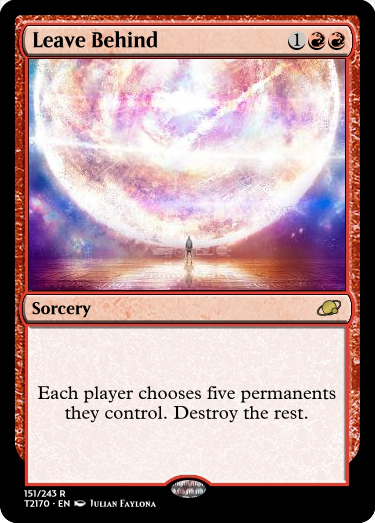 Leave Behind 1
Sorcery
Each player chooses five permanents
they control. Destroy the rest.
151/243 R
T2170 • EN Julian Faylona